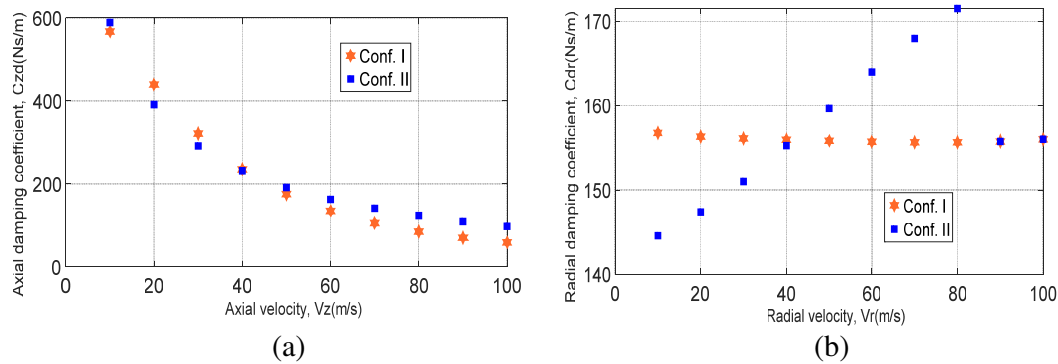 Axial damping coefficient, Czd(Ns/m)
600
400
200
0
0 20 40 60 80 100
Axial velocity, Vz(m/s)
Conf. I
Conf. II
(a)
Radial damping coefficient, Cdr(Ns/m)
170
160
150
140
0 20 40 60 80 100
Radial velocity, Vr(m/s)
Conf. I
Conf. II
(b)